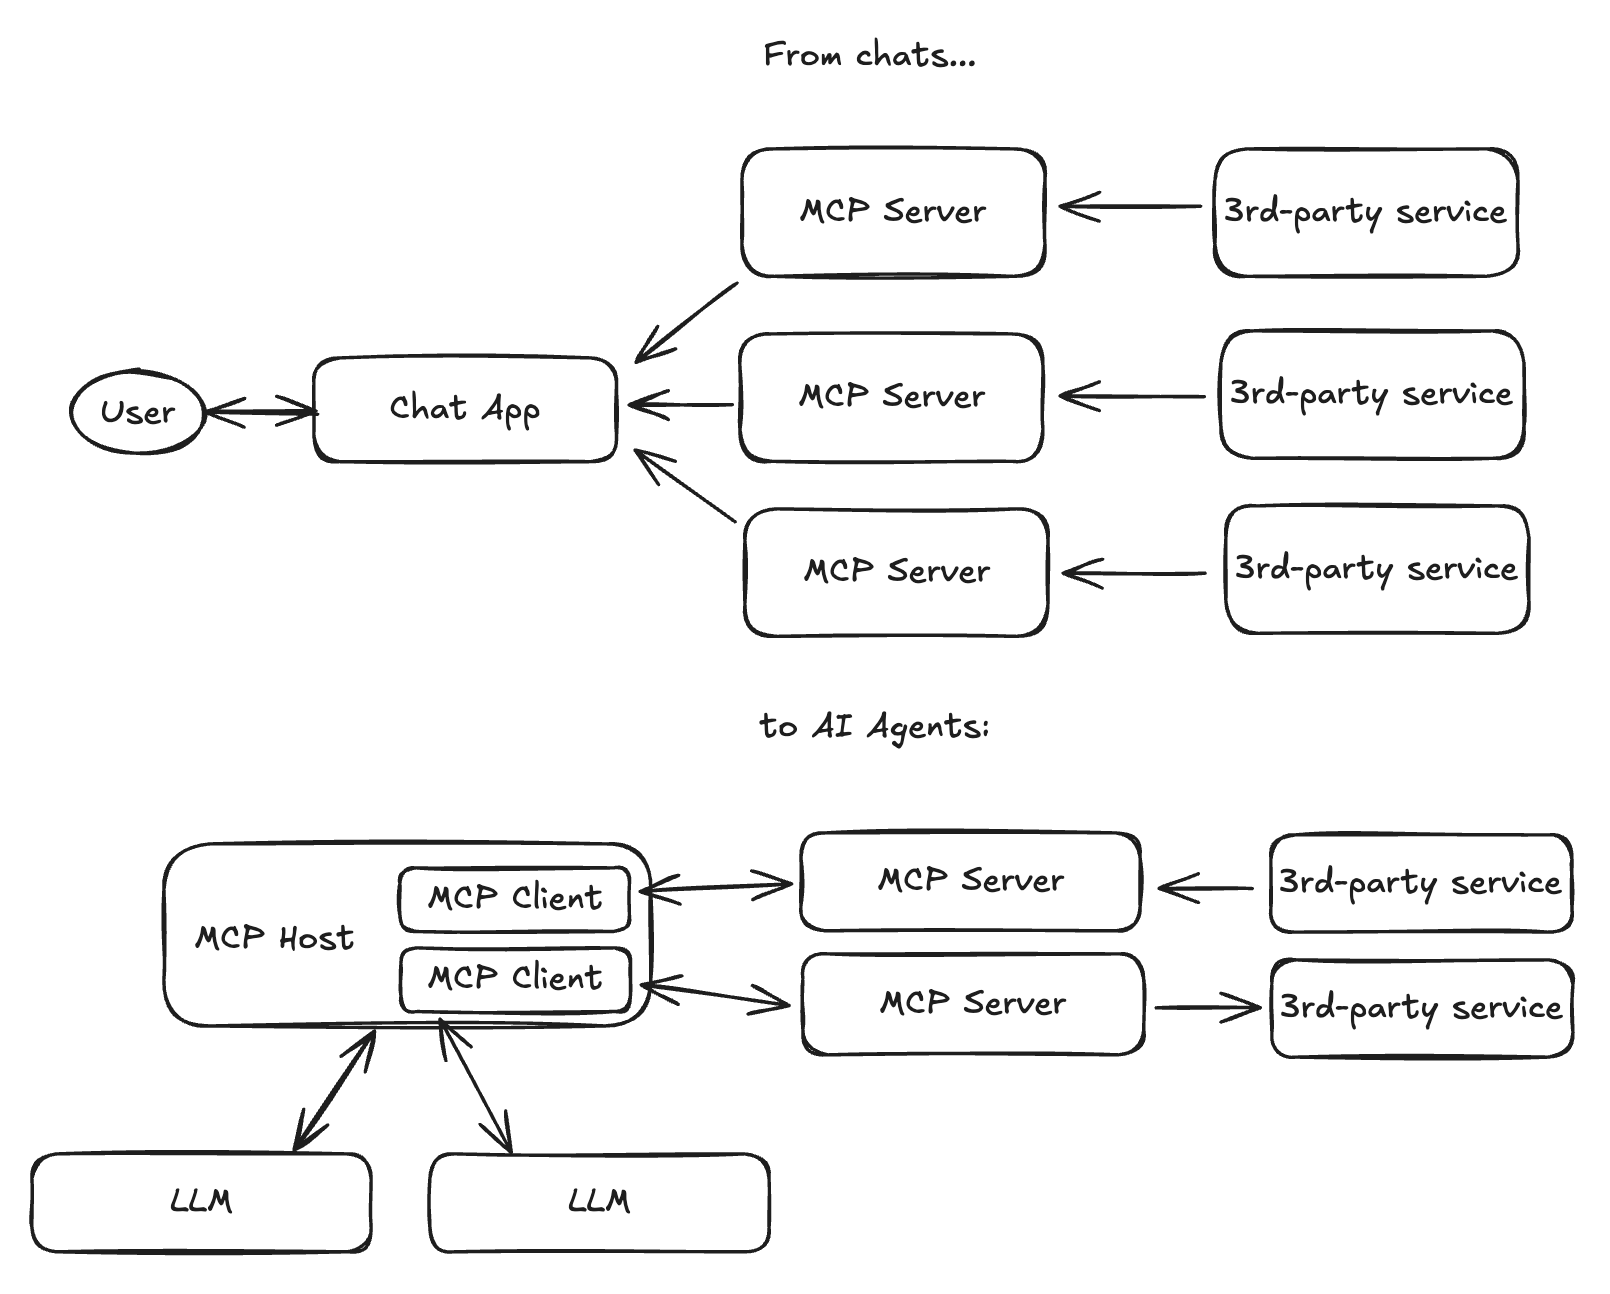 From chats...
MCP Server
3rd-party service
User
Chat App
MCP Server
3rd-party service
MCP Server
3rd-party service
to AI Agents:
MCP Host
MCP Client
MCP Server
3rd-party service
MCP Client
MCP Server
3rd-party service
LLM
LLM